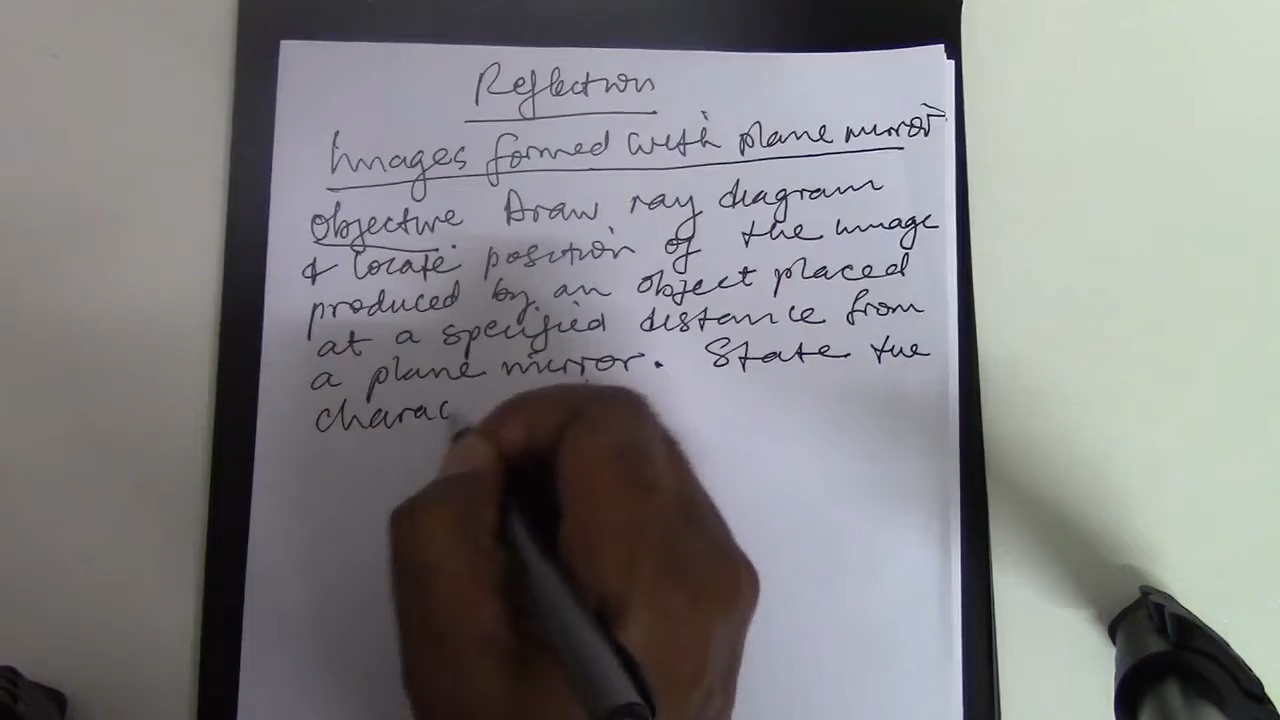 Reflection
Images formed with plane mirror
Objective Draw ray diagram
& locate position of the image
produced by an object placed
at a specified distance from
a plane mirror. State the
charac